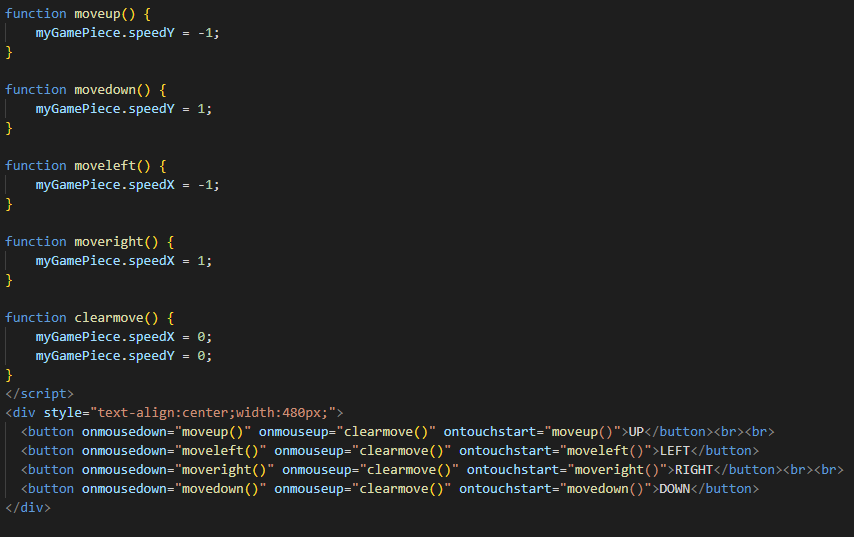 function moveup() {
    myGamePiece.speedY = -1;
}

function movedown() {
    myGamePiece.speedY = 1;
}

function moveleft() {
    myGamePiece.speedX = -1;
}

function moveright() {
    myGamePiece.speedX = 1;
}

function clearmove() {
    myGamePiece.speedX = 0;
    myGamePiece.speedY = 0;
}
</script>
<div style="text-align:center;width:480px;">
  <button onmousedown="moveup()" onmouseup="clearmove()" ontouchstart="moveup()">UP</button><br><br>
  <button onmousedown="moveleft()" onmouseup="clearmove()" ontouchstart="moveleft()">LEFT</button>
  <button onmousedown="moveright()" onmouseup="clearmove()" ontouchstart="moveright()">RIGHT</button><br><br>
  <button onmousedown="movedown()" onmouseup="clearmove()" ontouchstart="movedown()">DOWN</button>
</div>